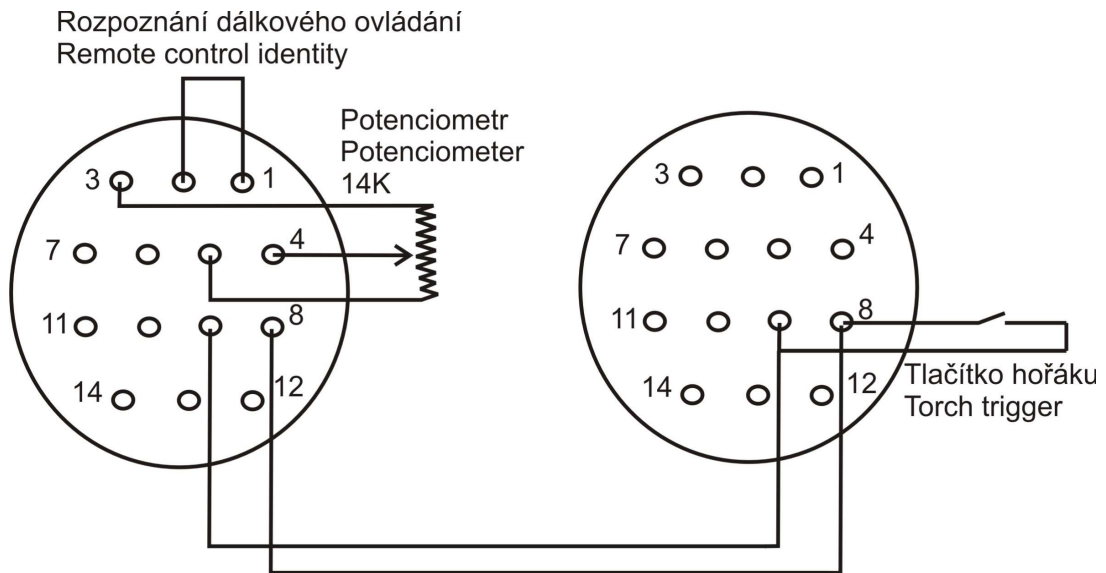 Rozpoznání dálkového ovládání
Remote control identity
Potenciometr
Potenciometer
14K
3
1
7
4
11
8
14
12
3
1
7
4
11
8
14
12
Tlačítko hořáku
Torch trigger